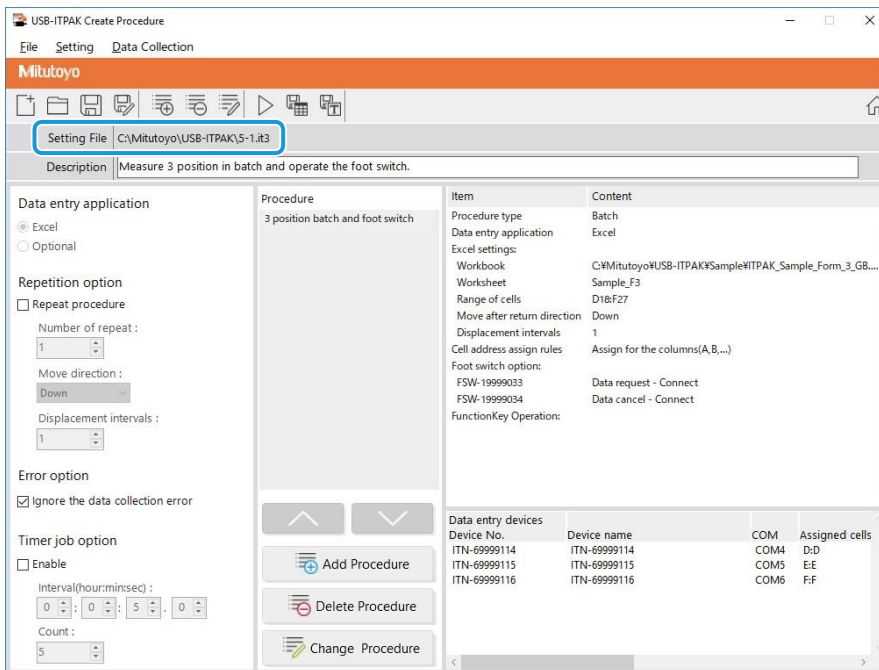 USB-ITPAK Create Procedure
File Setting Data Collection
Mitutoyo
Setting File C:\Mitutoyo\USB-ITPAK\5-1.it3
Description Measure 3 position in batch and operate the foot switch.
Data entry application
Excel
Optional
Repetition option
Repeat procedure
Number of repeat :
1
Move direction :
Down
Displacement intervals :
1
Error option
Ignore the data collection error
Timer job option
Enable
Interval(hour:min:sec) :
0 : 0 : 5 . 0
Count :
5
Procedure
3 position batch and foot switch
Add Procedure
Delete Procedure
Change Procedure
Item Content
Procedure type Batch
Data entry application Excel
Excel settings:
Workbook C:¥Mitutoyo¥USB-ITPAK¥Sample¥ITPAK_Sample_Form_3_GB....
Worksheet Sample_F3
Range of cells D18:F27
Move after return direction Down
Displacement intervals 1
Cell address assign rules Assign for the columns(A,B,...)
Foot switch option:
FSW-19999033 Data request - Connect
FSW-19999034 Data cancel - Connect
FunctionKey Operation:
Data entry devices
Device No. Device name COM Assigned cells
ITN-69999114 ITN-69999114 COM4 D:D
ITN-69999115 ITN-69999115 COM5 E:E
ITN-69999116 ITN-69999116 COM6 F:F